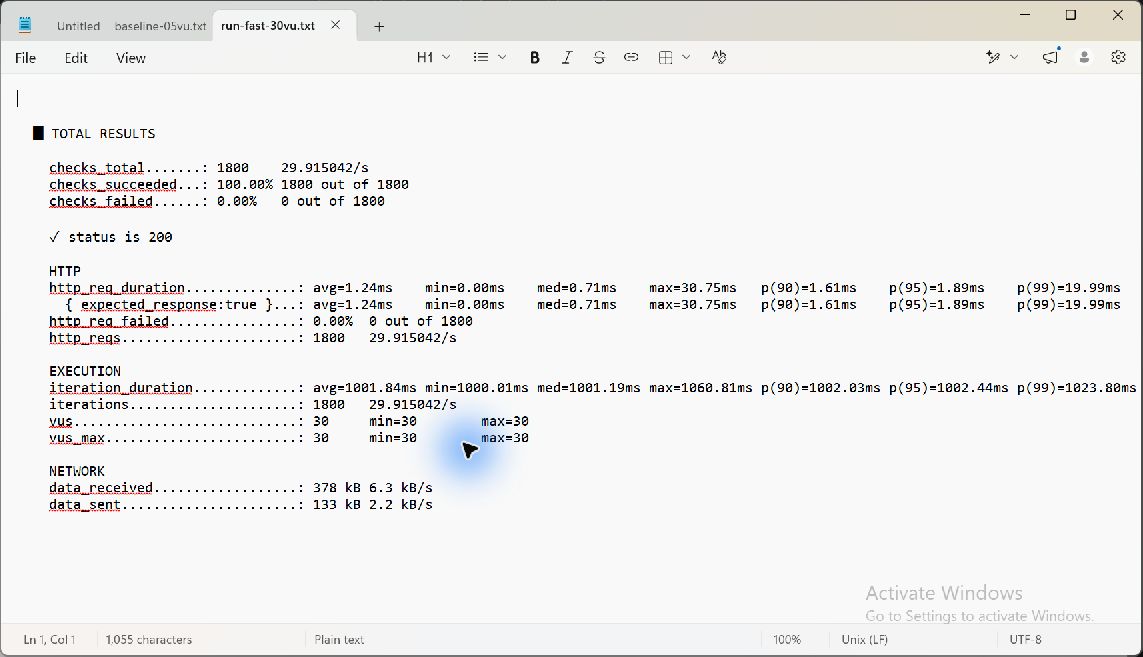 Untitled baseline-05vu.txt run-fast-30vu.txt
File Edit View H1 B I S
█ TOTAL RESULTS
checks_total.......: 1800 29.915042/s
checks_succeeded...: 100.00% 1800 out of 1800
checks_failed......: 0.00% 0 out of 1800
✓ status is 200
HTTP
http_req_duration..............: avg=1.24ms min=0.00ms med=0.71ms max=30.75ms p(90)=1.61ms p(95)=1.89ms p(99)=19.99ms
{ expected_response:true }...: avg=1.24ms min=0.00ms med=0.71ms max=30.75ms p(90)=1.61ms p(95)=1.89ms p(99)=19.99ms
http_req_failed................: 0.00% 0 out of 1800
http_reqs......................: 1800 29.915042/s
EXECUTION
iteration_duration.............: avg=1001.84ms min=1000.01ms med=1001.19ms max=1060.81ms p(90)=1002.03ms p(95)=1002.44ms p(99)=1023.80ms
iterations.....................: 1800 29.915042/s
vus............................: 30 min=30 max=30
vus_max........................: 30 min=30 max=30
NETWORK
data_received..................: 378 kB 6.3 kB/s
data_sent......................: 133 kB 2.2 kB/s
Activate Windows
Go to Settings to activate Windows.
Ln 1, Col 1 1,055 characters Plain text 100% Unix (LF) UTF-8